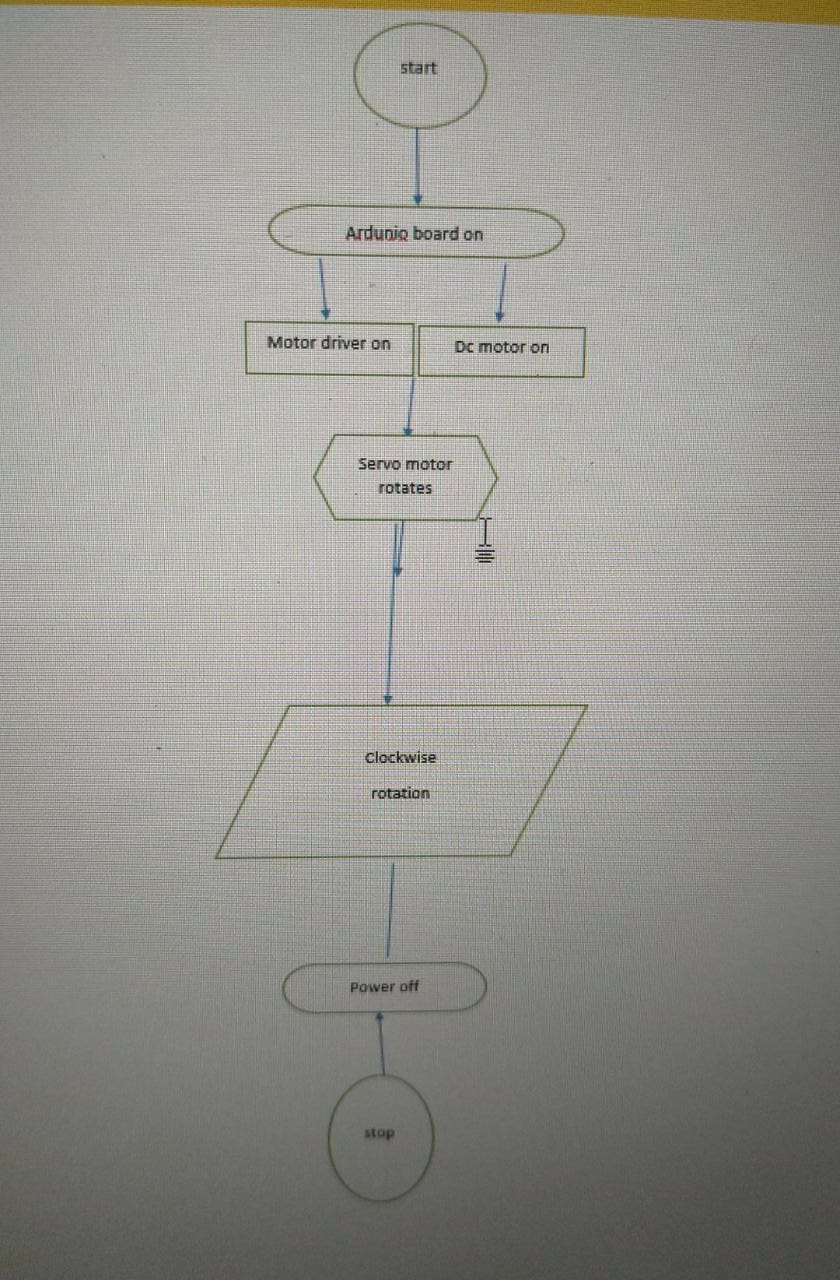 start
Ardunio board on
Motor driver on
Dc motor on
Servo motor
rotates
Clockwise
rotation
Power off
stop